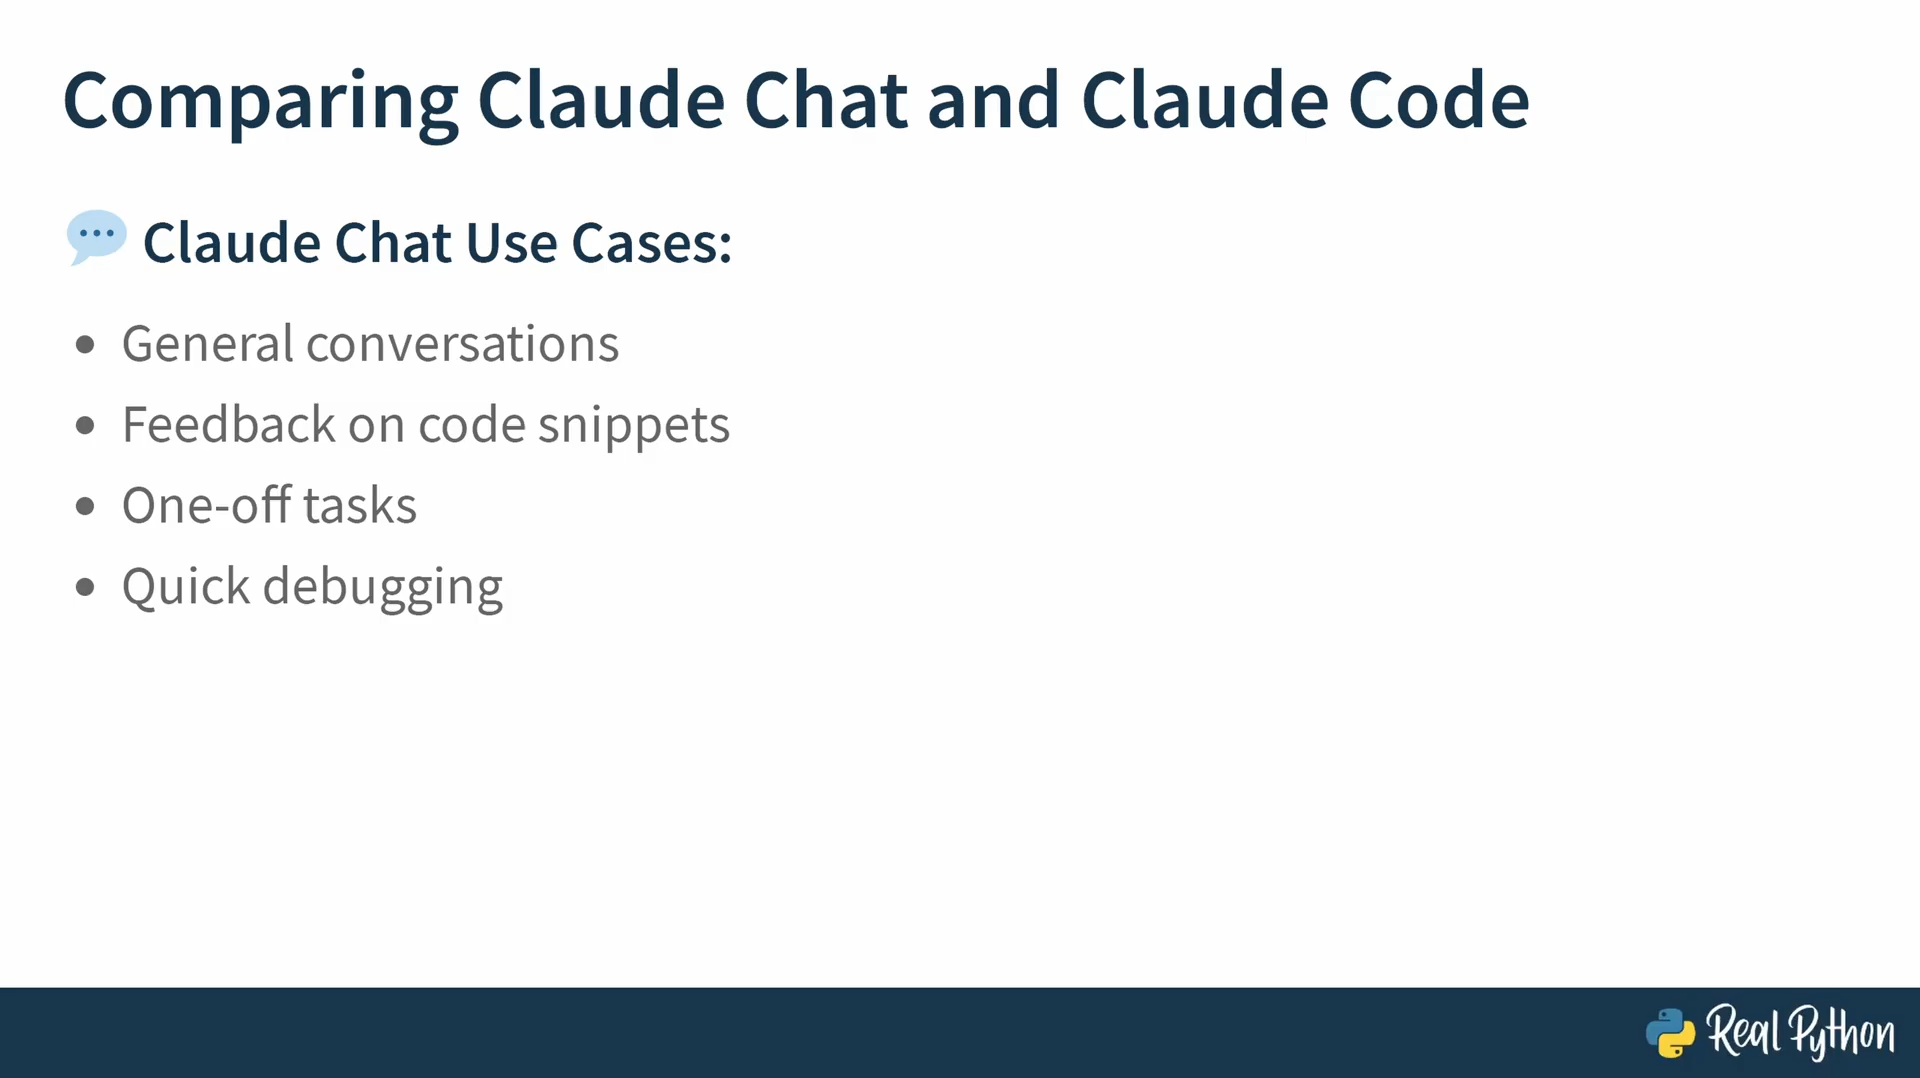 Comparing Claude Chat and Claude Code
Claude Chat Use Cases:
• General conversations
• Feedback on code snippets
• One-off tasks
• Quick debugging
Real Python